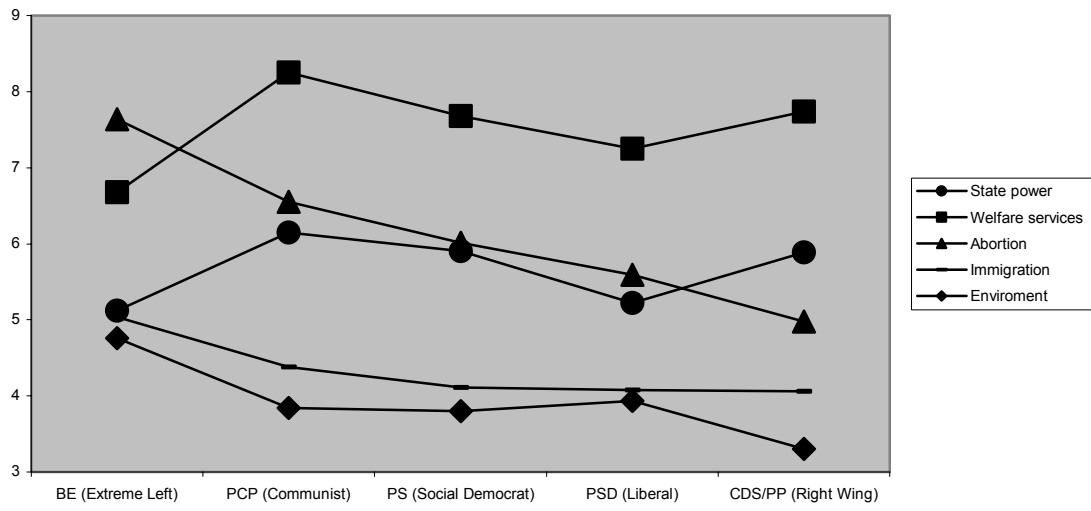 9
8
7
6
5
4
3
BE (Extreme Left) PCP (Communist) PS (Social Democrat) PSD (Liberal) CDS/PP (Right Wing)
State power
Welfare services
Abortion
Immigration
Enviroment